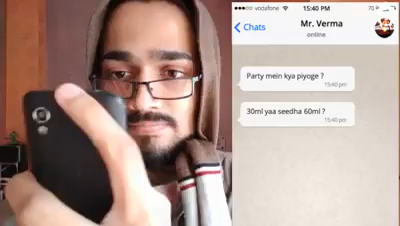 vodafone
15:40 PM
70
Chats
Mr. Verma
online
Party mein kya piyoge ?
15:40 pm
30ml yaa seedha 60ml ?
15:40 pm